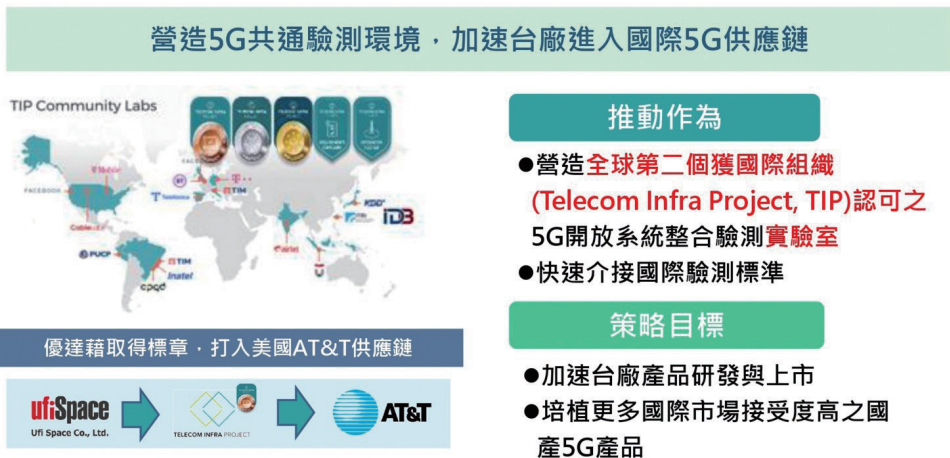 營造5G共通驗測環境，加速台廠進入國際5G供應鏈
TIP Community Labs
FACEBOOK
T Mobile
CableLabs
PUCP
TIM
Inatel
cpqd
BT
Telefonica
TIM
airtel
KDDI
IDB
推動作為
●營造全球第二個獲國際組織
(Telecom Infra Project, TIP)認可之
5G開放系統整合驗測實驗室
●快速介接國際驗測標準
策略目標
●加速台廠產品研發與上市
●培植更多國際市場接受度高之國
產5G產品
優達藉取得標章，打入美國AT&T供應鏈
ufiSpace
Ufi Space Co., Ltd.
TELECOM INFRA PROJECT
AT&T